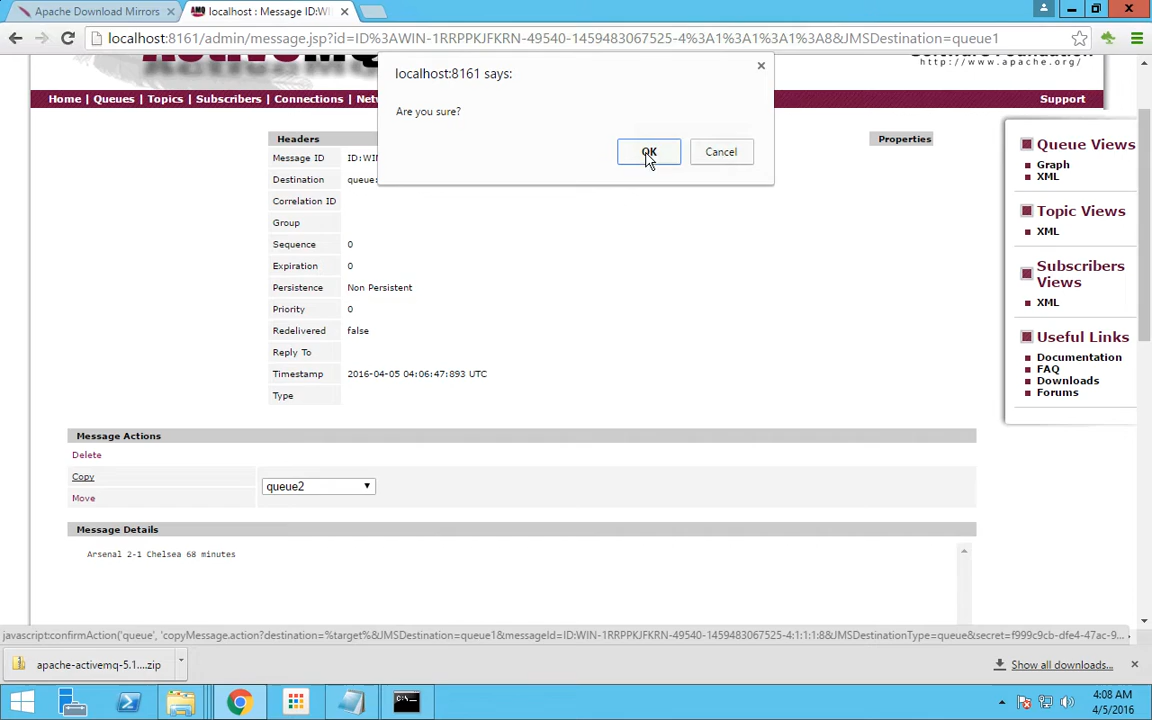 Apache Download Mirrors
localhost : Message ID:WI
localhost:8161/admin/message.jsp?id=ID%3AWIN-1RRPPKJFKRN-49540-1459483067525-4%3A1%3A1%3A1%3A8&JMSDestination=queue1
http://www.apache.org/
localhost:8161 says:
Are you sure?
OK
Cancel
Home | Queues | Topics | Subscribers | Connections | Netw
Support
Headers
Properties
Message ID ID:WIN
Destination queue:
Correlation ID
Group
Sequence 0
Expiration 0
Persistence Non Persistent
Priority 0
Redelivered false
Reply To
Timestamp 2016-04-05 04:06:47:893 UTC
Type
Queue Views
Graph
XML
Topic Views
XML
Subscribers
Views
XML
Useful Links
Documentation
FAQ
Downloads
Forums
Message Actions
Delete
Copy
queue2
Move
Message Details
Arsenal 2-1 Chelsea 68 minutes
javascript:confirmAction('queue', 'copyMessage.action?destination=%target%&JMSDestination=queue1&messageId=ID:WIN-1RRPPKJFKRN-49540-1459483067525-4:1:1:1:8&JMSDestinationType=queue&secret=f999c9cb-dfe4-47ac-9...
apache-activemq-5.1....zip
Show all downloads...
4:08 AM
4/5/2016